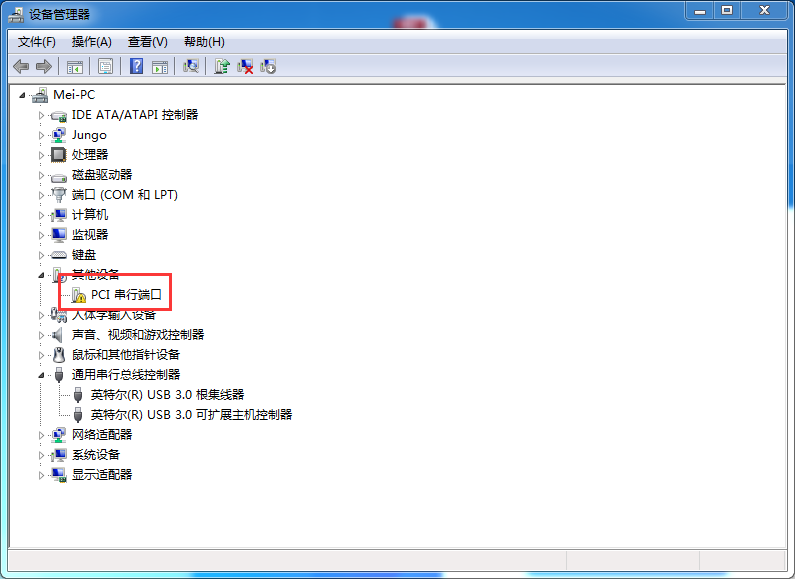 设备管理器
文件(F) 操作(A) 查看(V) 帮助(H)
Mei-PC
IDE ATA/ATAPI 控制器
Jungo
处理器
磁盘驱动器
端口 (COM 和 LPT)
计算机
监视器
键盘
其他设备
PCI 串行端口
人体学输入设备
声音、视频和游戏控制器
鼠标和其他指针设备
通用串行总线控制器
英特尔(R) USB 3.0 根集线器
英特尔(R) USB 3.0 可扩展主机控制器
网络适配器
系统设备
显示适配器